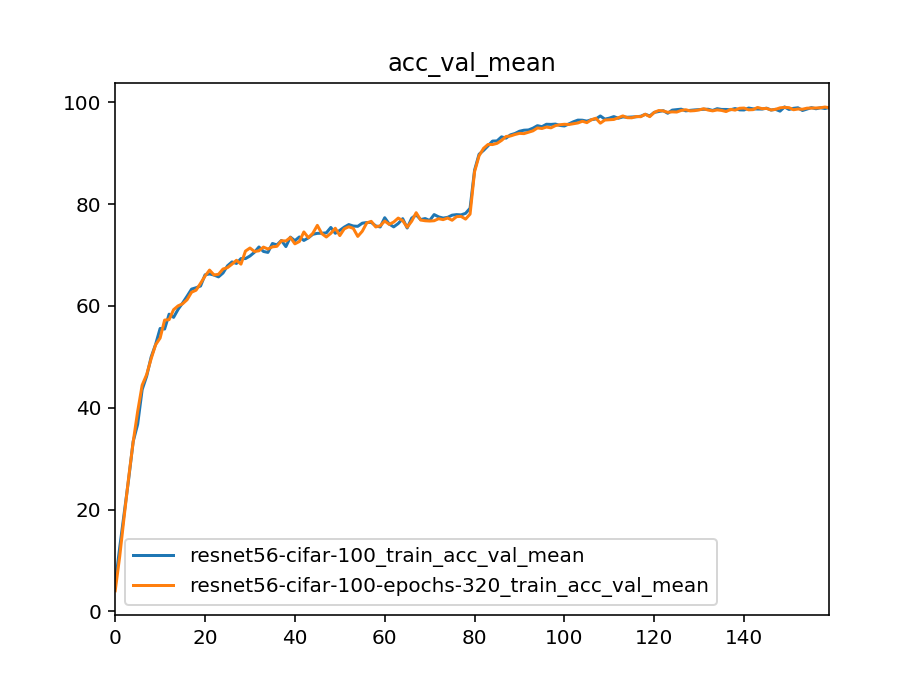 acc_val_mean
100
80
60
40
20
0
resnet56-cifar-100_train_acc_val_mean
resnet56-cifar-100-epochs-320_train_acc_val_mean
0 20 40 60 80 100 120 140